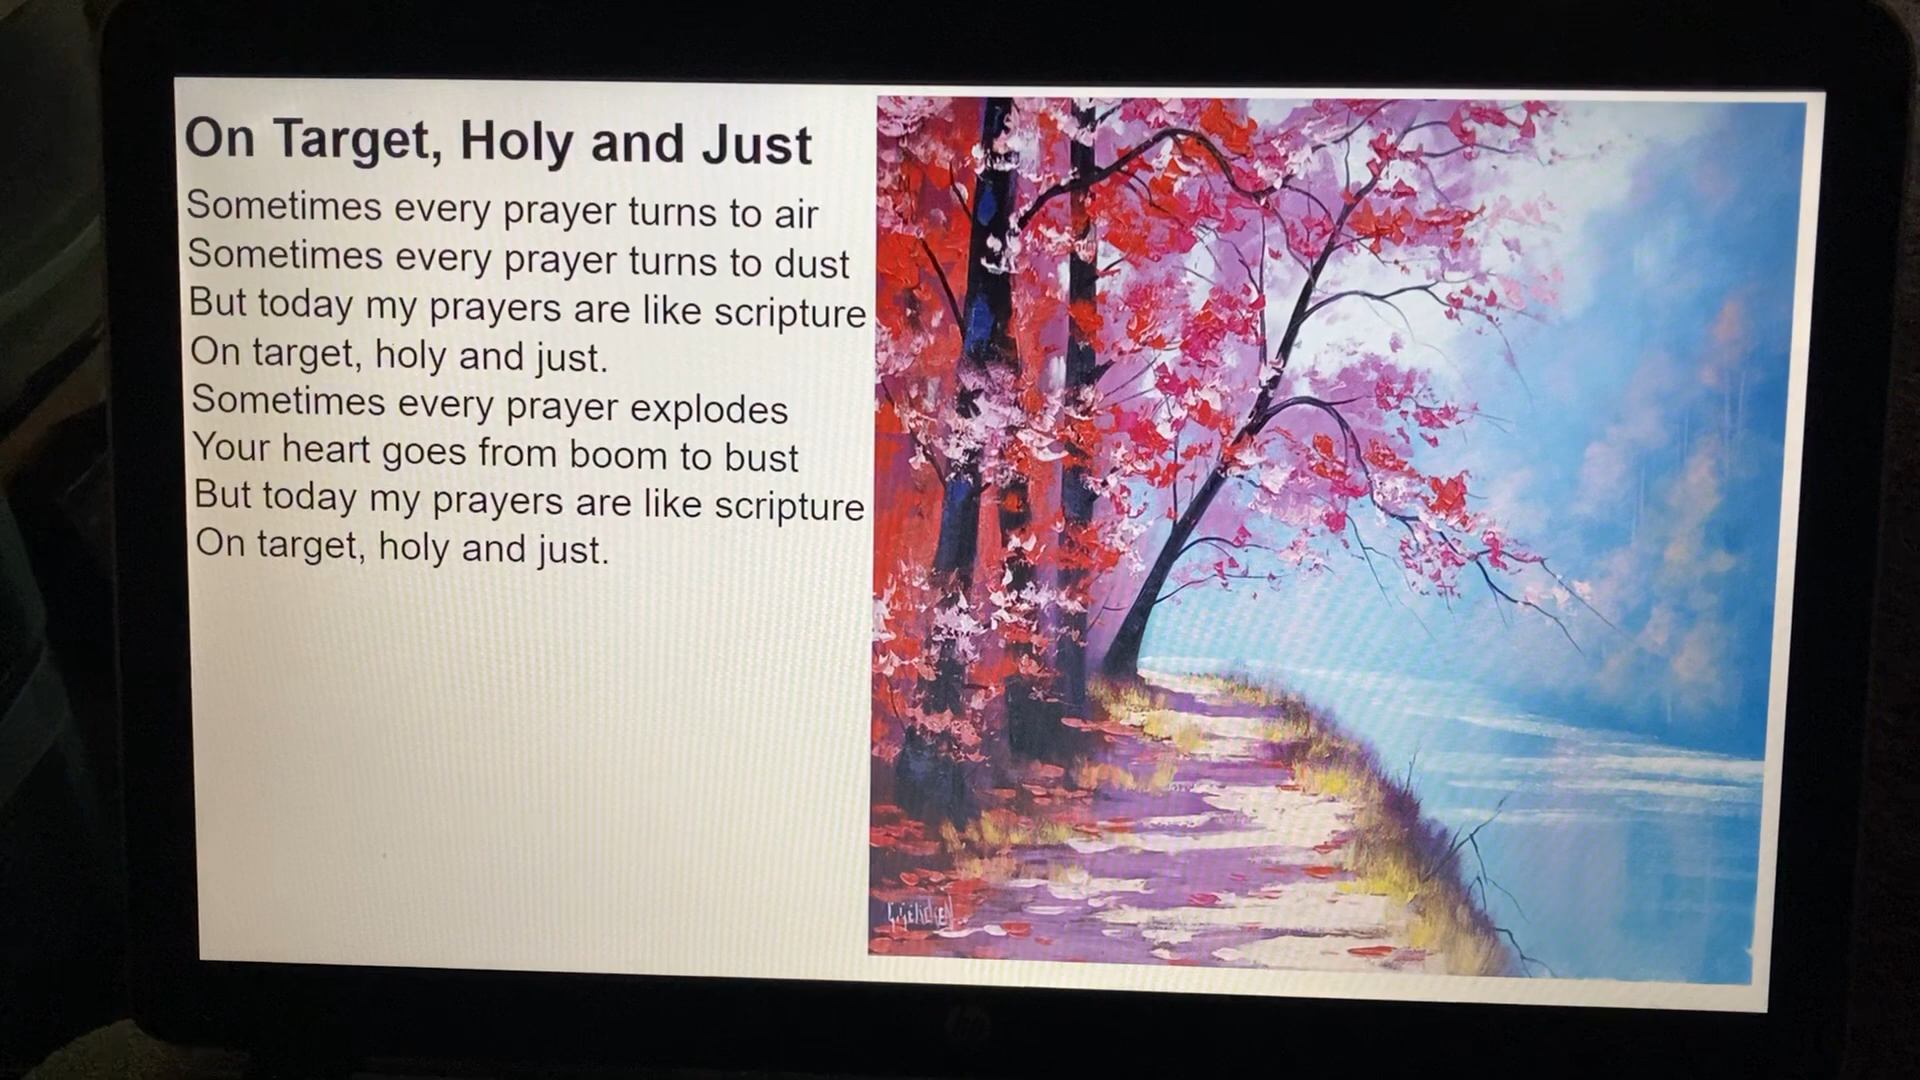 On Target, Holy and Just
Sometimes every prayer turns to air
Sometimes every prayer turns to dust
But today my prayers are like scripture
On target, holy and just.
Sometimes every prayer explodes
Your heart goes from boom to bust
But today my prayers are like scripture
On target, holy and just.
hp